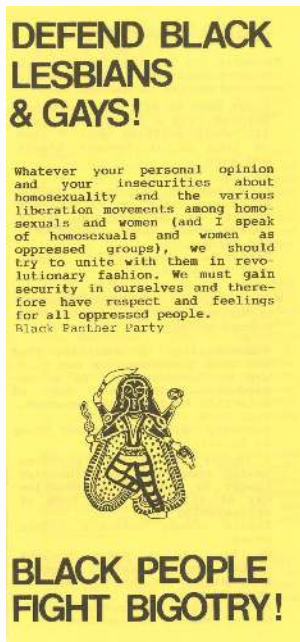 DEFEND BLACK
LESBIANS
& GAYS!
Whatever your personal opinion
and your insecurities about
homosexuality and the various
liberation movements among homo-
sexuals and women (and I speak
of homosexuals and women as
oppressed groups), we should
try to unite with them in revo-
lutionary fashion. We must gain
security in ourselves and there-
fore have respect and feelings
for all oppressed people.
Black Panther Party
BLACK PEOPLE
FIGHT BIGOTRY!